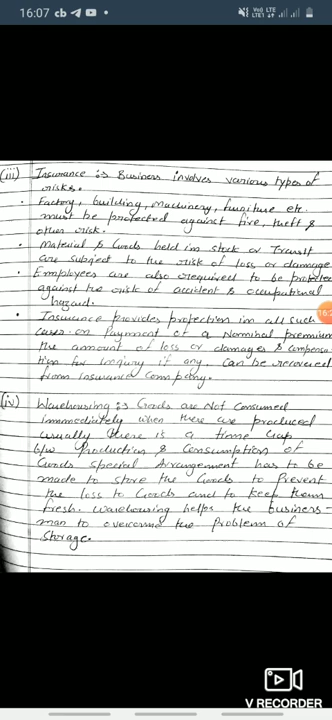 16:07
VoD LTE
LTE1
(iii) Insurance :- Business involves various types of
risks.
• Factory, building, machinery, furniture etc.
must be protected against fire, theft &
other risk.
• Material & Goods held in stock or Transit
are subject to the risk of loss or damage
• Employees are also required to be protected
against the risk of accident & occupational
hazard.
• Insurance provides protection in all such
cases. on Payment of a Nominal premium
the amount of loss or damages & compensa
tion for if any. Can be recovered
from insurance company.
16:2
(iv) Warehousing :- Goods are Not Consumed
immediately when there are produced
usually there is a time Gap
b/w Production & Consumption of
Goods special Arrangement has to be
made to store the Goods to Prevent
the loss to Goods and to keep them
fresh. warehousing helps the business-
man to overcome the Problem of
Storage.
V RECORDER